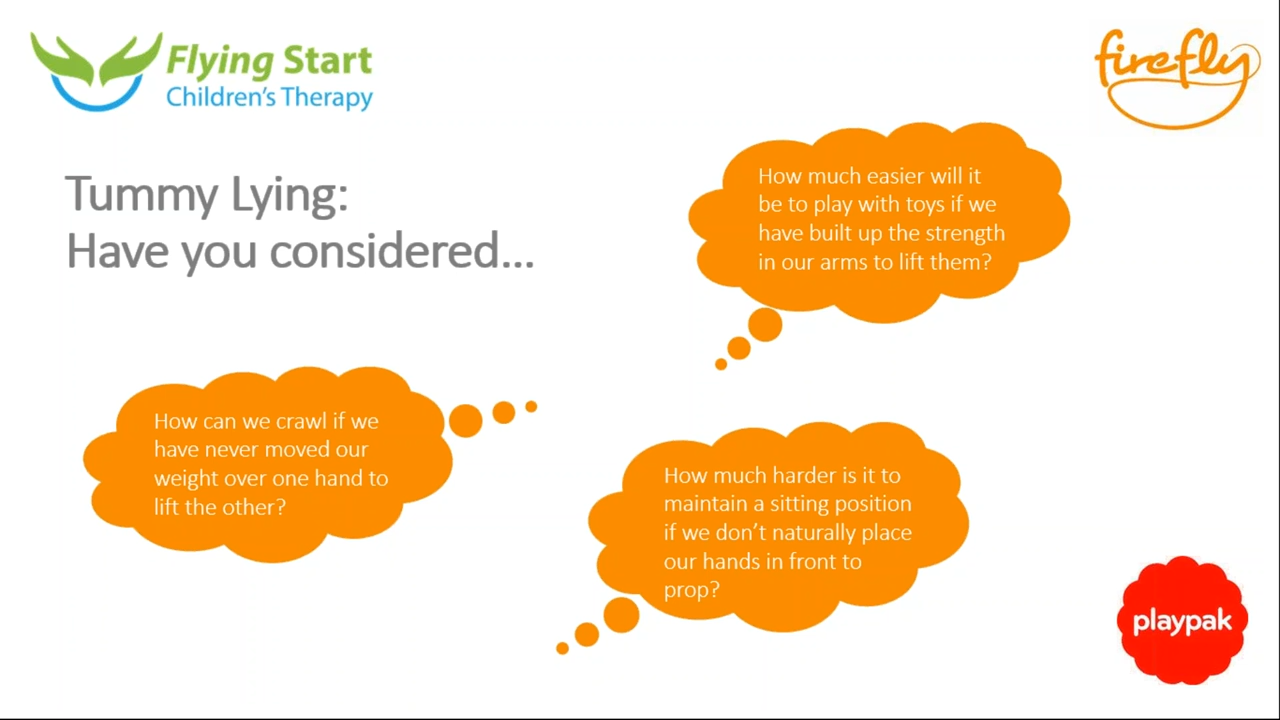 Flying Start
Children's Therapy
firefly
Tummy Lying:
Have you considered...
How much easier will it
be to play with toys if we
have built up the strength
in our arms to lift them?
How can we crawl if we
have never moved our
weight over one hand to
lift the other?
How much harder is it to
maintain a sitting position
if we don’t naturally place
our hands in front to
prop?
playpak